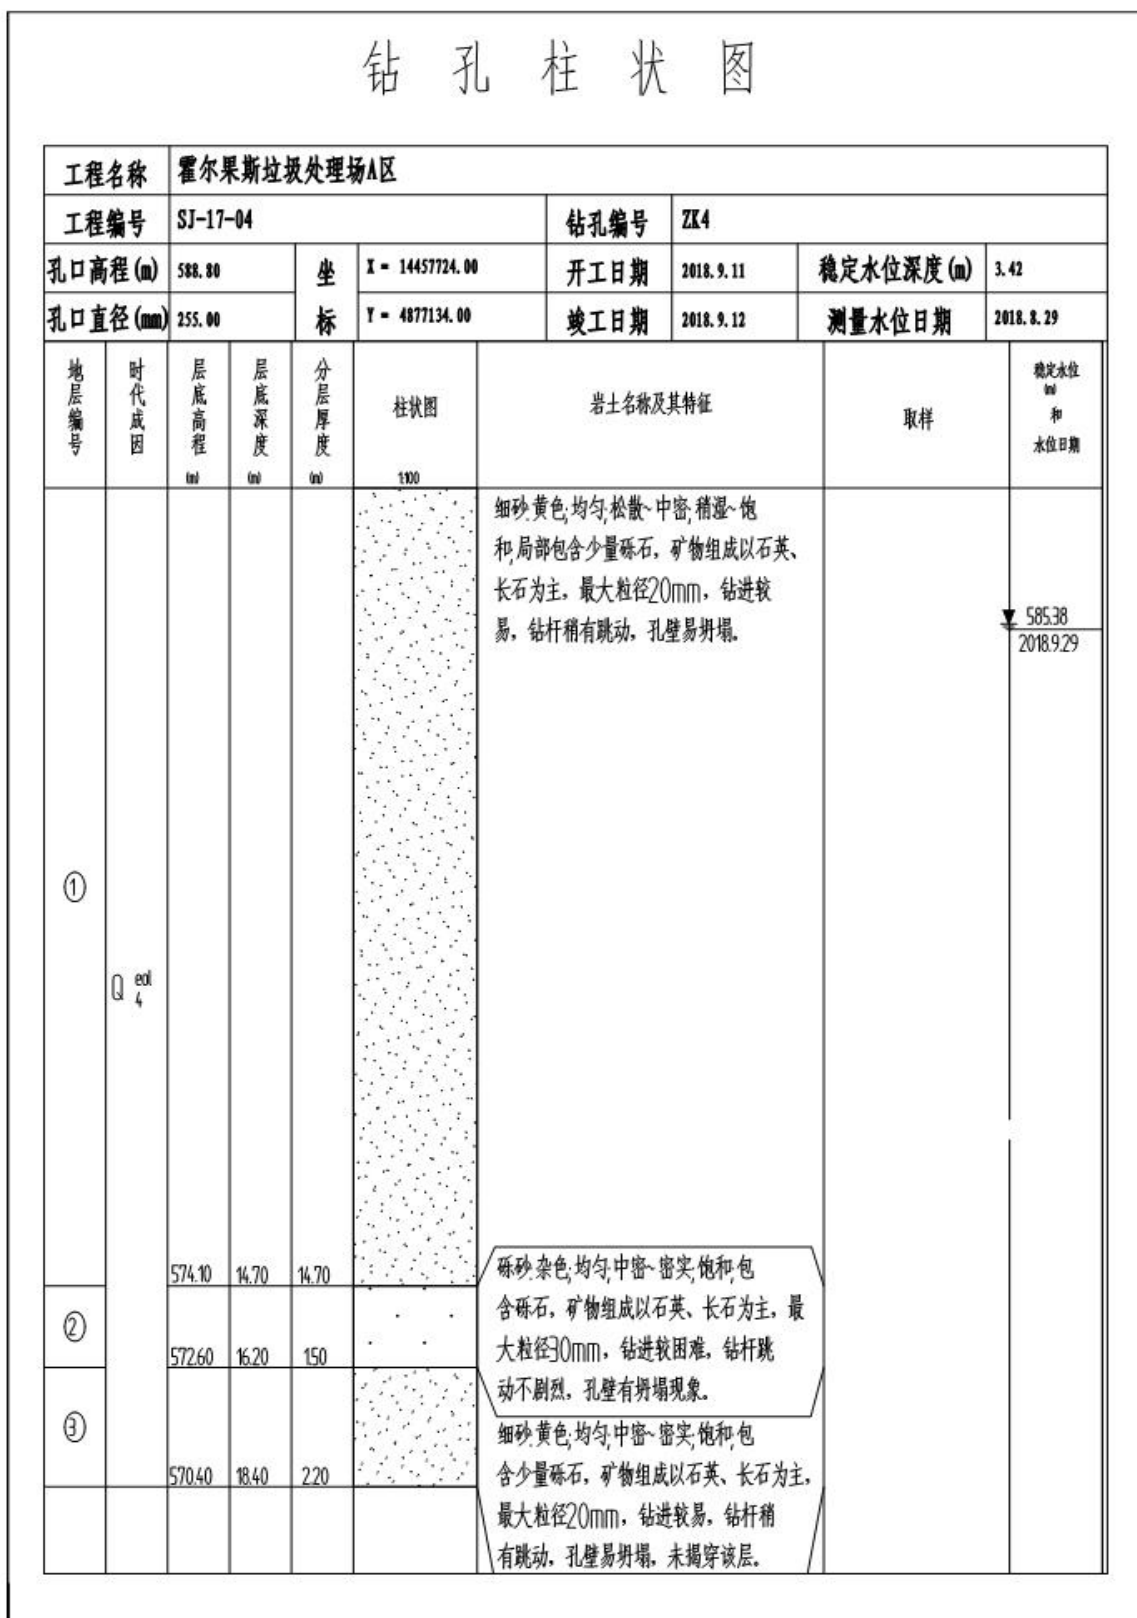 钻孔柱状图
工程名称 霍尔果斯垃圾处理场A区
工程编号 SJ-17-04 钻孔编号 ZK4
孔口高程(m) 588.80 坐 X = 14457724.00 开工日期 2018.9.11 稳定水位深度(m) 3.42
孔口直径(mm) 255.00 标 Y = 4877134.00 竣工日期 2018.9.12 测量水位日期 2018.8.29
地层编号 时代成因 层底高程(m) 层底深度(m) 分层厚度(m) 柱状图 1:100 岩土名称及其特征 取样 稳定水位(m)和水位日期
细砂:黄色;均匀;松散~中密;稍湿~饱
和;局部包含少量砾石，矿物组成以石英、
长石为主，最大粒径20mm，钻进较
易，钻杆稍有跳动，孔壁易坍塌。
585.38
2018.9.29
①
Q eol 4
574.10 14.70 14.70
砾砂:杂色;均匀;中密~密实;饱和;包
含砾石，矿物组成以石英、长石为主，最
大粒径30mm，钻进较困难，钻杆跳
动不剧烈，孔壁有坍塌现象。
②
572.60 16.20 1.50
③
570.40 18.40 2.20
细砂:黄色;均匀;中密~密实;饱和;包
含少量砾石，矿物组成以石英、长石为主，
最大粒径20mm，钻进较易，钻杆稍
有跳动，孔壁易坍塌，未揭穿该层。